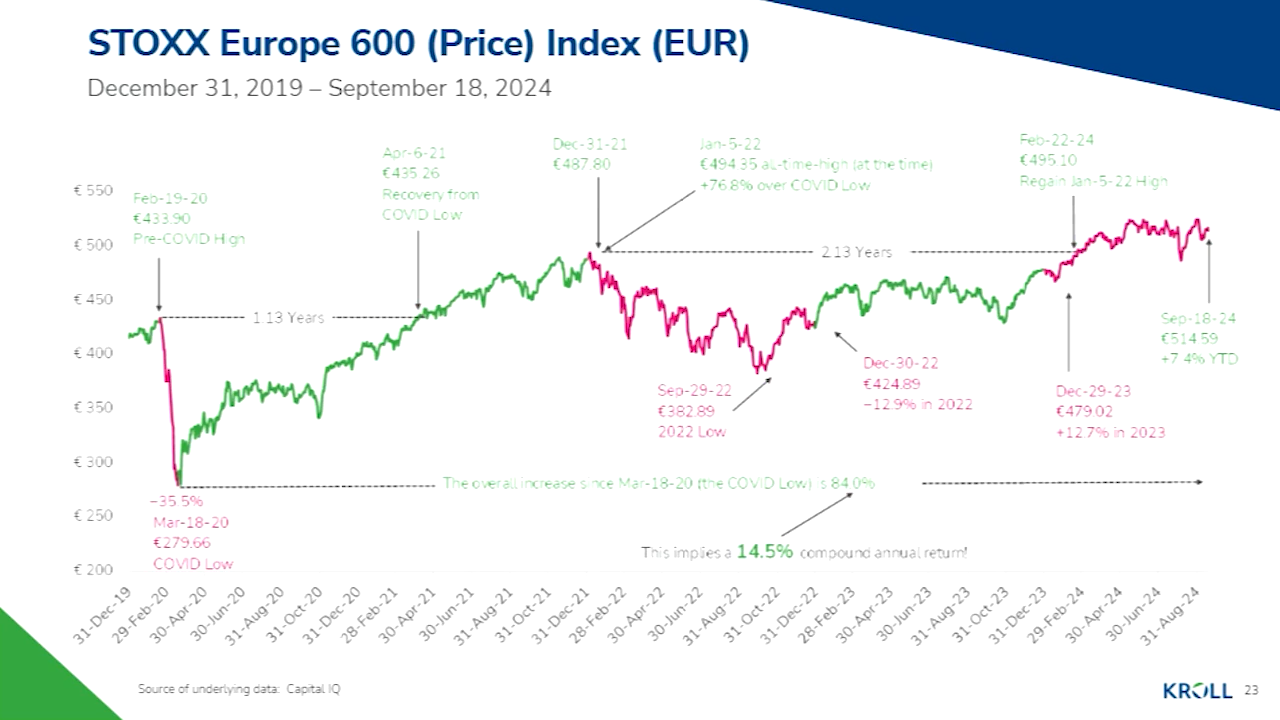 STOXX Europe 600 (Price) Index (EUR)
December 31, 2019 – September 18, 2024
Feb-19-20
€433.90
Pre-COVID High
Apr-6-21
€435.26
Recovery from
COVID Low
Dec-31-21
€487.80
Jan-5-22
€494.35 aL-time-high (at the time)
+76.8% over COVID Low
Feb-22-24
€495.10
Regain Jan-5-22 High
€ 550
€ 500
€ 450
€ 400
€ 350
€ 300
€ 250
€ 200
1.13 Years
2.13 Years
Sep-18-24
€514.59
+7.4% YTD
Dec-30-22
€424.89
−12.9% in 2022
Sep-29-22
€382.89
2022 Low
Dec-29-23
€479.02
+12.7% in 2023
The overall increase since Mar-18-20 (the COVID Low) is 84.0%
−35.5%
Mar-18-20
€279.66
COVID Low
This implies a 14.5% compound annual return!
31-Dec-19
29-Feb-20
30-Apr-20
30-Jun-20
31-Aug-20
31-Oct-20
31-Dec-20
28-Feb-21
30-Apr-21
30-Jun-21
31-Aug-21
31-Oct-21
31-Dec-21
28-Feb-22
30-Apr-22
30-Jun-22
31-Aug-22
31-Oct-22
31-Dec-22
28-Feb-23
30-Apr-23
30-Jun-23
31-Aug-23
31-Oct-23
31-Dec-23
29-Feb-24
30-Apr-24
30-Jun-24
31-Aug-24
Source of underlying data: Capital IQ
KROLL
23